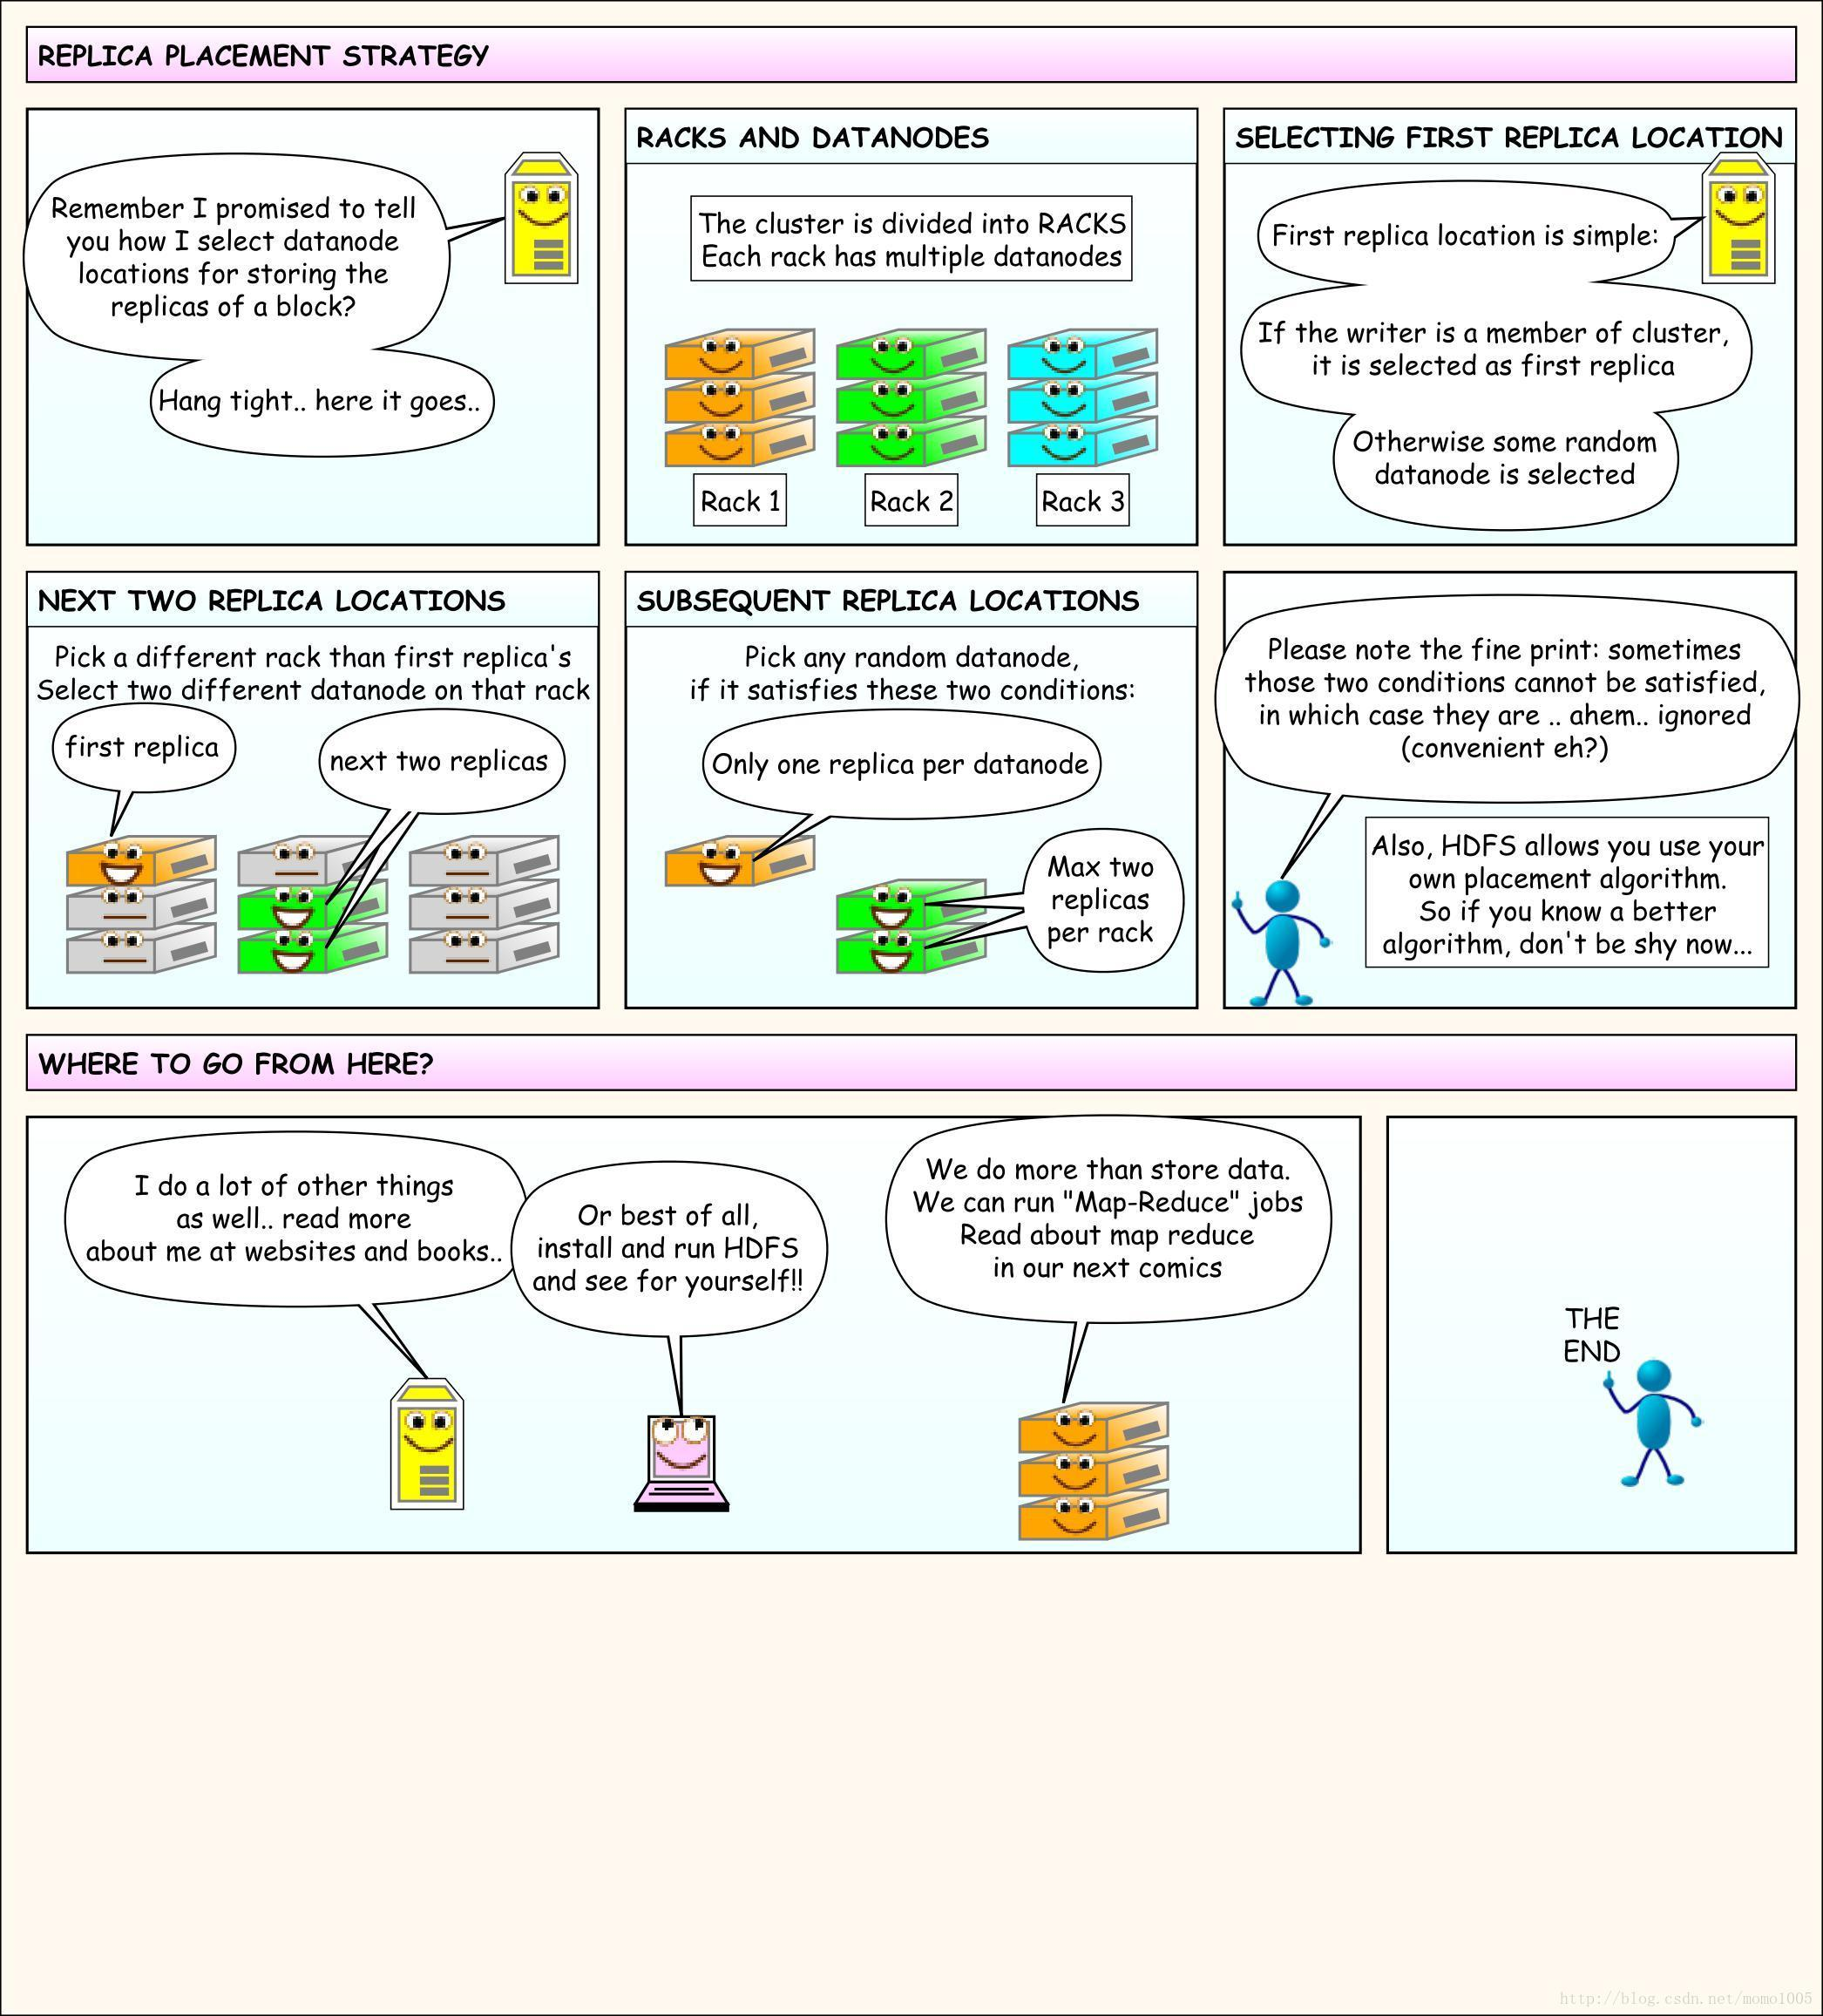 REPLICA PLACEMENT STRATEGY
Remember I promised to tell
you how I select datanode
locations for storing the
replicas of a block?
Hang tight.. here it goes..
RACKS AND DATANODES
The cluster is divided into RACKS
Each rack has multiple datanodes
Rack 1
Rack 2
Rack 3
SELECTING FIRST REPLICA LOCATION
First replica location is simple:
If the writer is a member of cluster,
it is selected as first replica
Otherwise some random
datanode is selected
NEXT TWO REPLICA LOCATIONS
Pick a different rack than first replica's
Select two different datanode on that rack
first replica
next two replicas
SUBSEQUENT REPLICA LOCATIONS
Pick any random datanode,
if it satisfies these two conditions:
Only one replica per datanode
Max two
replicas
per rack
Please note the fine print: sometimes
those two conditions cannot be satisfied,
in which case they are .. ahem.. ignored
(convenient eh?)
Also, HDFS allows you use your
own placement algorithm.
So if you know a better
algorithm, don't be shy now...
WHERE TO GO FROM HERE?
I do a lot of other things
as well.. read more
about me at websites and books..
Or best of all,
install and run HDFS
and see for yourself!!
We do more than store data.
We can run "Map-Reduce" jobs
Read about map reduce
in our next comics
THE
END
http://blog.csdn.net/momo1005